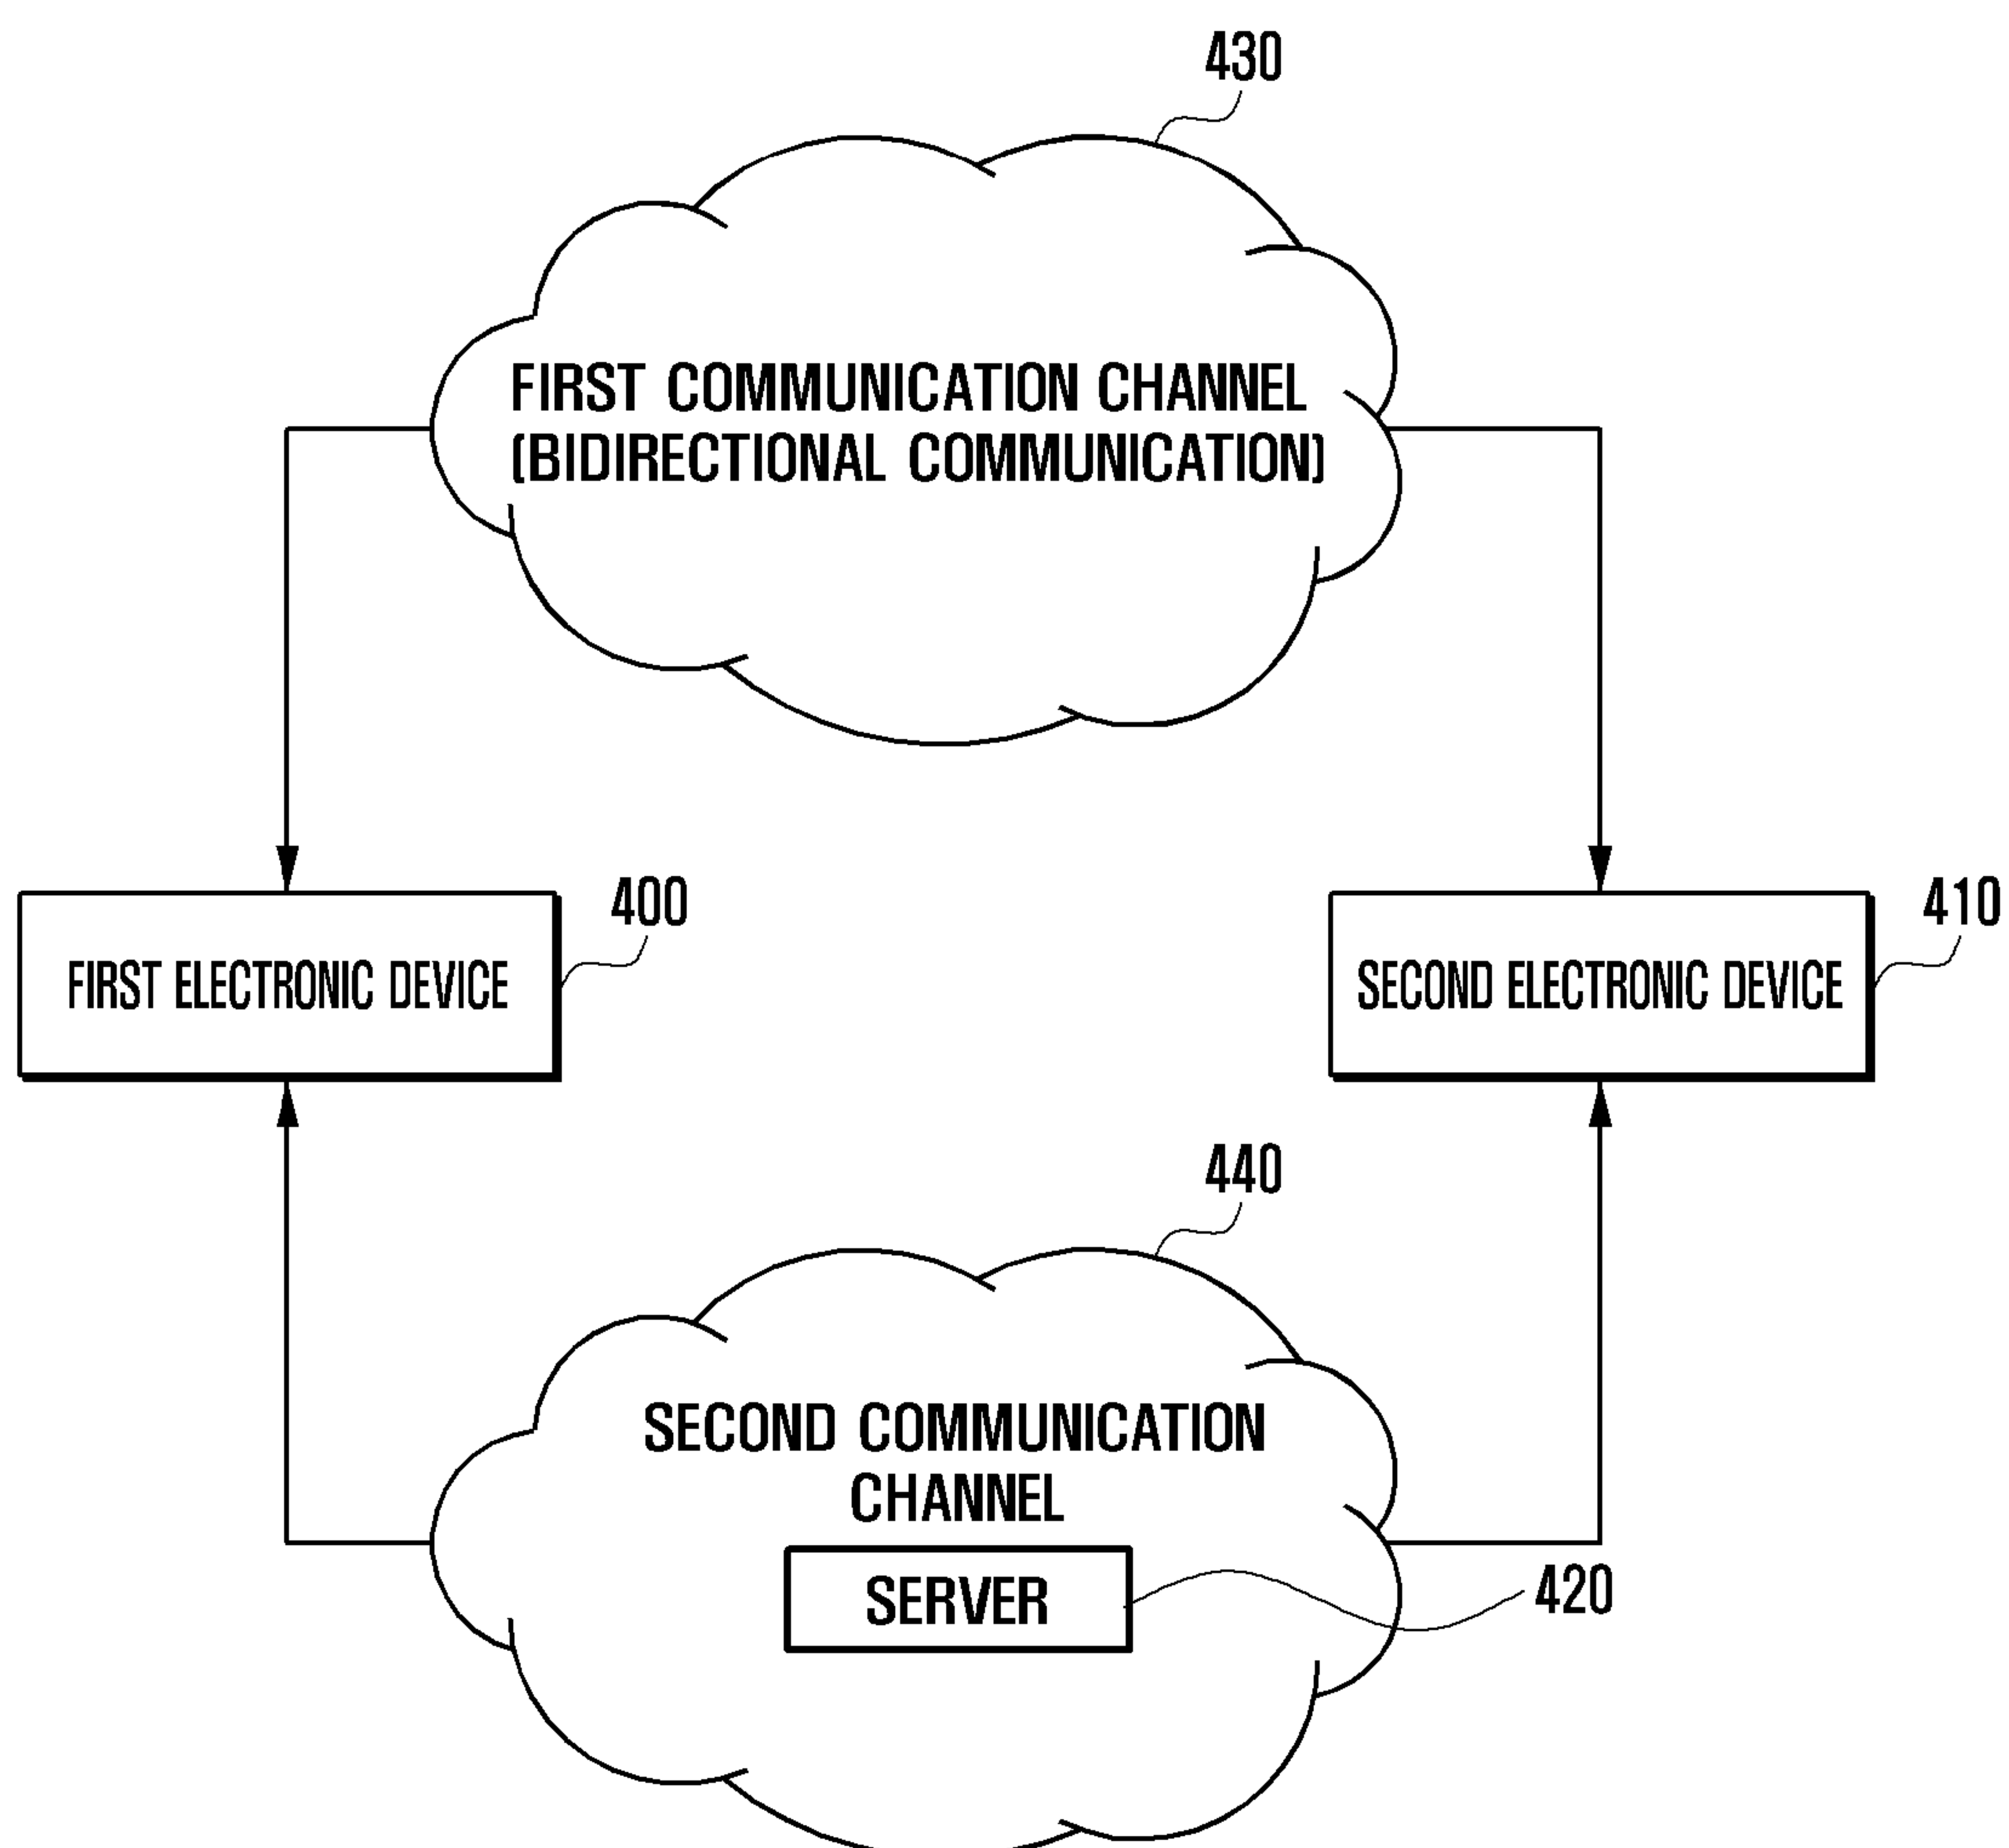 430
FIRST COMMUNICATION CHANNEL
(BIDIRECTIONAL COMMUNICATION)
400
410
FIRST ELECTRONIC DEVICE
SECOND ELECTRONIC DEVICE
440
SECOND COMMUNICATION
CHANNEL
SERVER
420